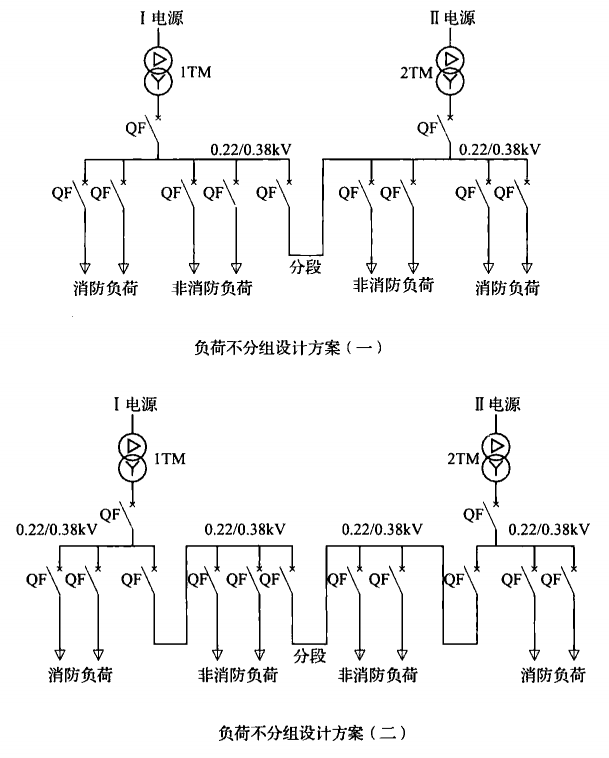 Ⅰ 电源 Ⅱ 电源
1TM 2TM
QF QF
0.22/0.38kV 0.22/0.38kV
QF QF QF QF QF QF QF QF QF
分段
消防负荷 非消防负荷 非消防负荷 消防负荷
负荷不分组设计方案（一）
Ⅰ 电源 Ⅱ 电源
1TM 2TM
QF QF
0.22/0.38kV 0.22/0.38kV 0.22/0.38kV 0.22/0.38kV
QF QF QF QF QF QF QF QF QF QF QF
分段
消防负荷 非消防负荷 非消防负荷 消防负荷
负荷不分组设计方案（二）